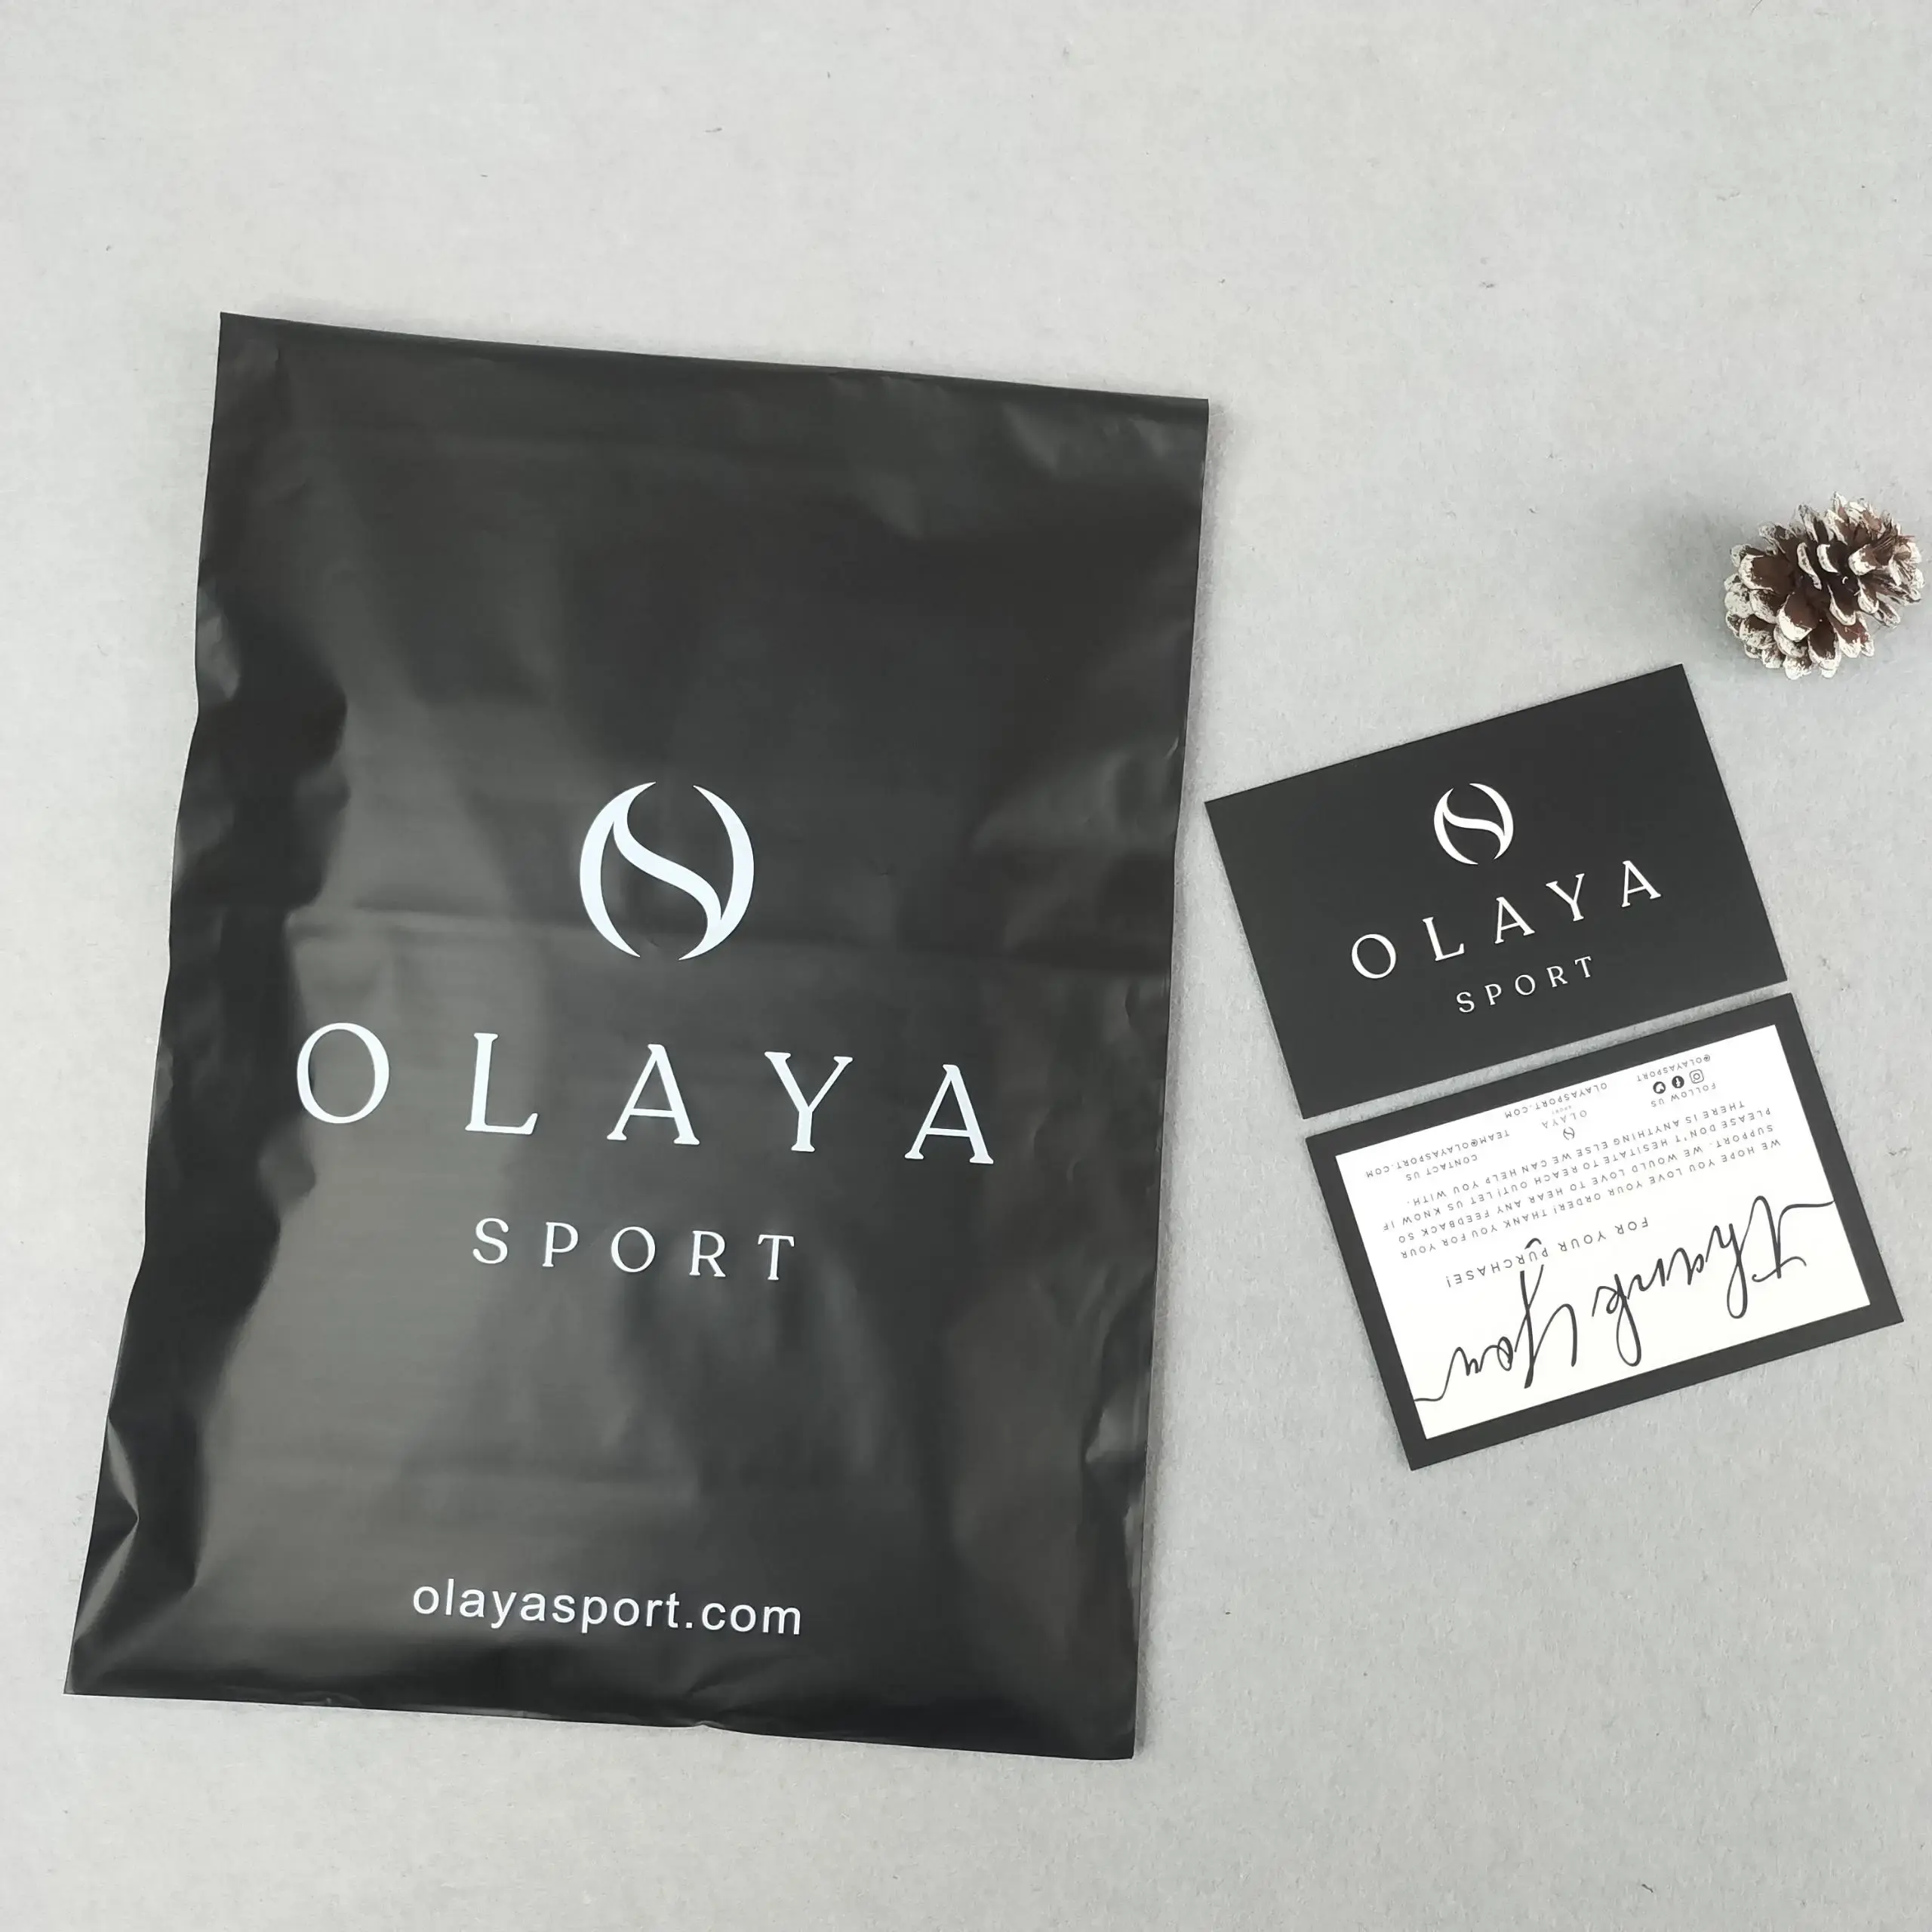 OLAYA
SPORT
olayasport.com
OLAYA
SPORT
Thank You
FOR YOUR PURCHASE!
WE HOPE YOU LOVE YOUR ORDER! THANK YOU FOR YOUR
SUPPORT. WE WOULD LOVE TO HEAR ANY FEEDBACK SO
PLEASE DON'T HESITATE TO REACH OUT! LET US KNOW IF
THERE IS ANYTHING ELSE WE CAN HELP YOU WITH.
FOLLOW US
@OLAYASPORT
OLAYA
SPORT
OLAYASPORT.COM
CONTACT US
TEAM@OLAYASPORT.COM